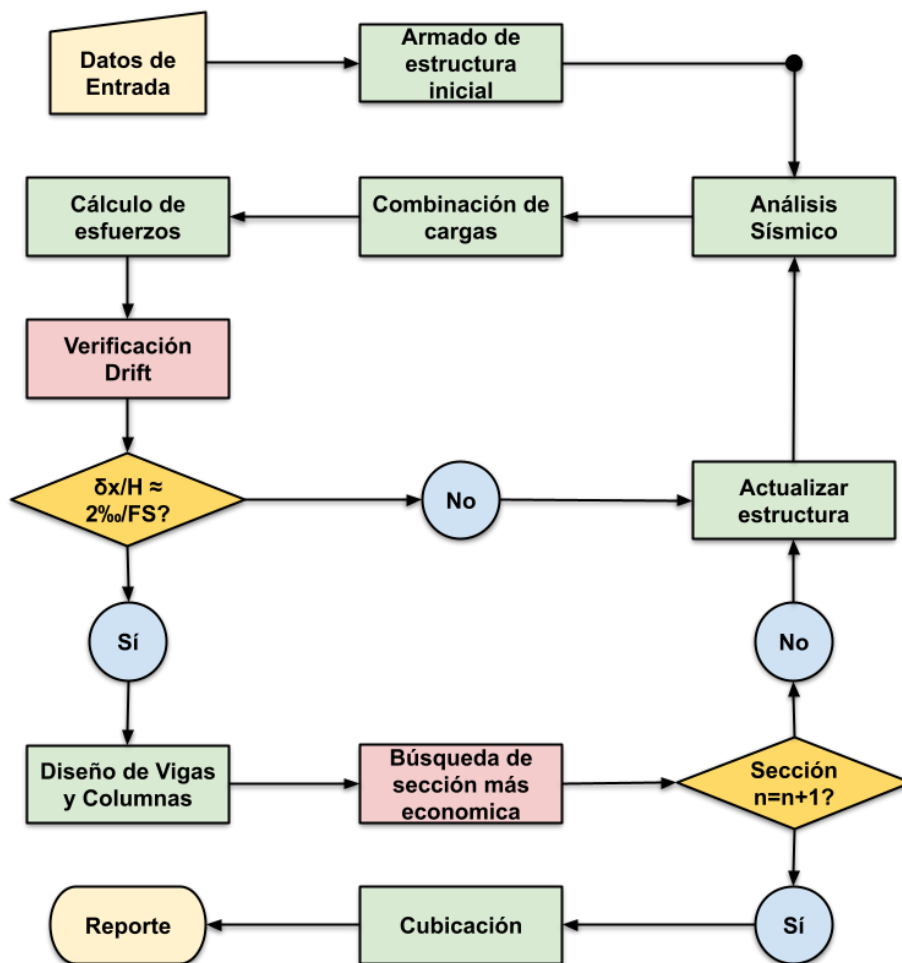 Datos de
Entrada
Armado de
estructura
inicial
Cálculo de
esfuerzos
Combinación de
cargas
Análisis
Sísmico
Verificación
Drift
δx/H ≈
2‰/FS?
No
Actualizar
estructura
Sí
No
Diseño de Vigas
y Columnas
Búsqueda de
sección más
economica
Sección
n=n+1?
Reporte
Cubicación
Sí